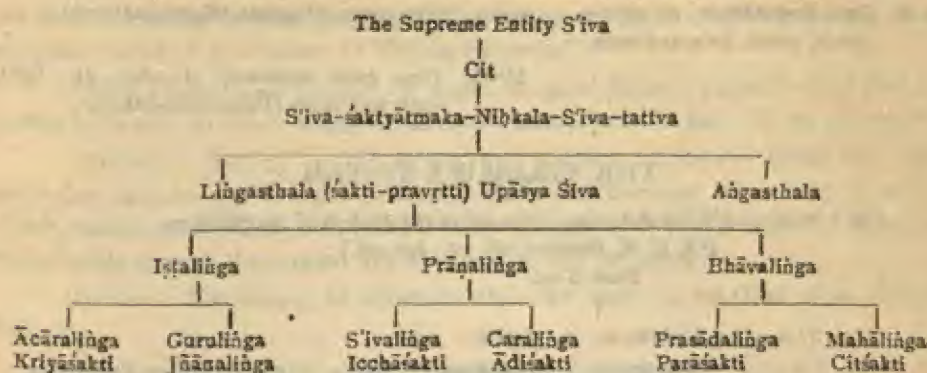 The Supreme Entity S'iva
Cit
S'iva-śaktyātmaka-Niḥkala-S'iva-tattva
Liṅgasthala (śakti-pravṛtti) Upāsya Śiva Aṅgasthala
Iṣṭaliṅga Prāṇaliṅga Bhāvaliṅga
Ācāraliṅga Guruliṅga S'ivaliṅga Caraliṅga Prasādaliṅga Mahāliṅga
Kriyāśakti Jñānaliṅga Icchāśakti Ādiśakti Parāśakti Citśakti